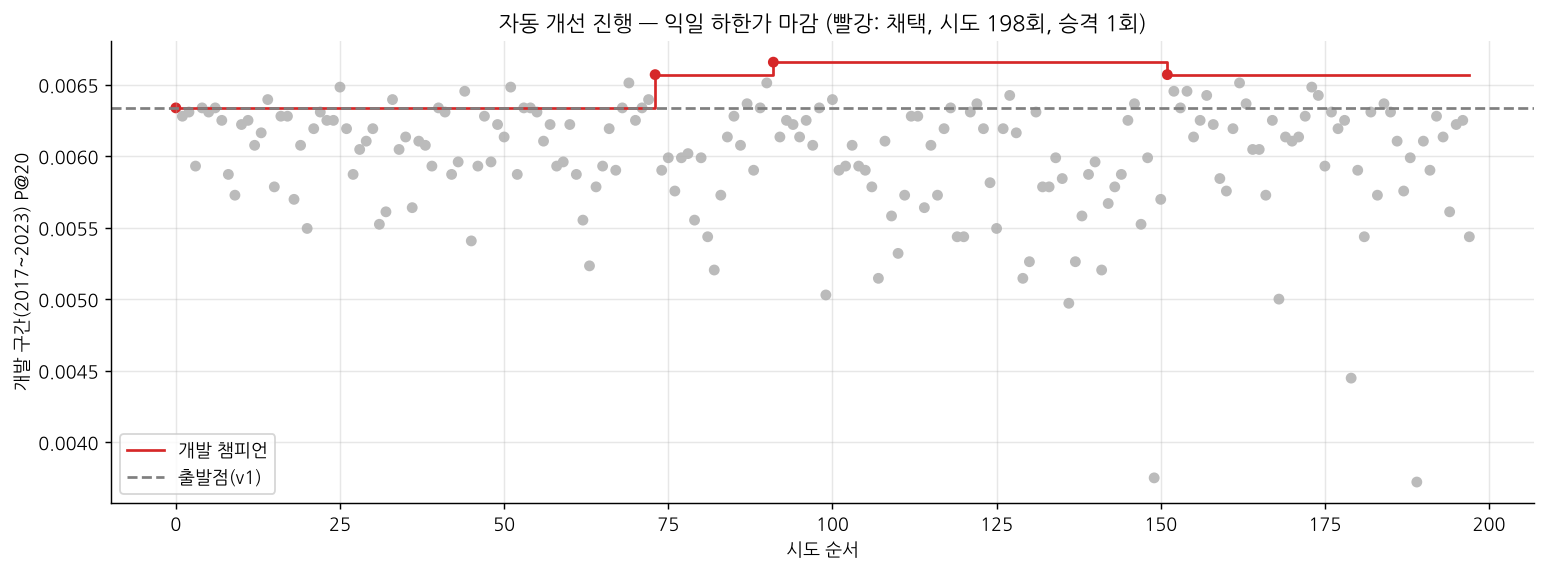 자동 개선 진행 — 익일 하한가 마감 (빨강: 채택, 시도 198회, 승격 1회)
개발 구간(2017~2023) P@20
0.0065
0.0060
0.0055
0.0050
0.0045
0.0040
개발 챔피언
출발점(v1)
0 25 50 75 100 125 150 175 200
시도 순서